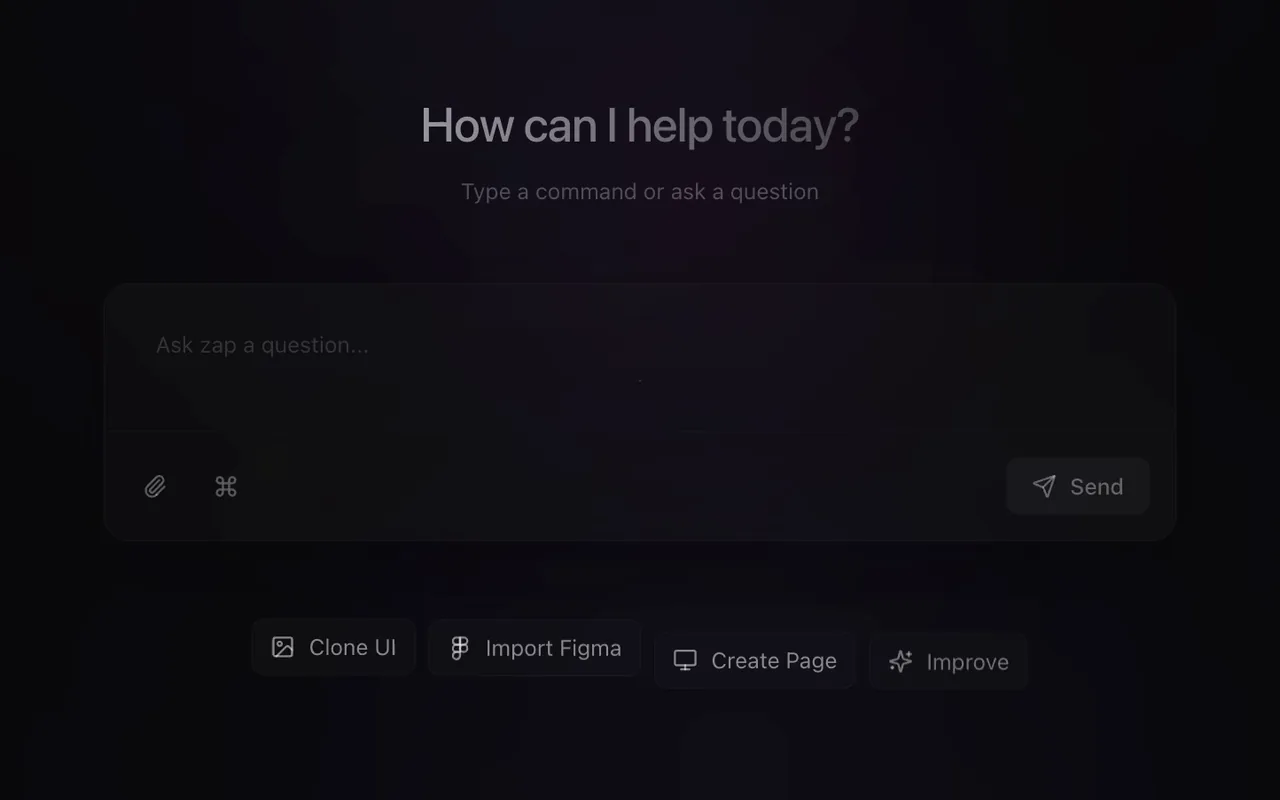 How can I help today?
Type a command or ask a question
Ask zap a question...
Send
Clone UI
Import Figma
Create Page
Improve